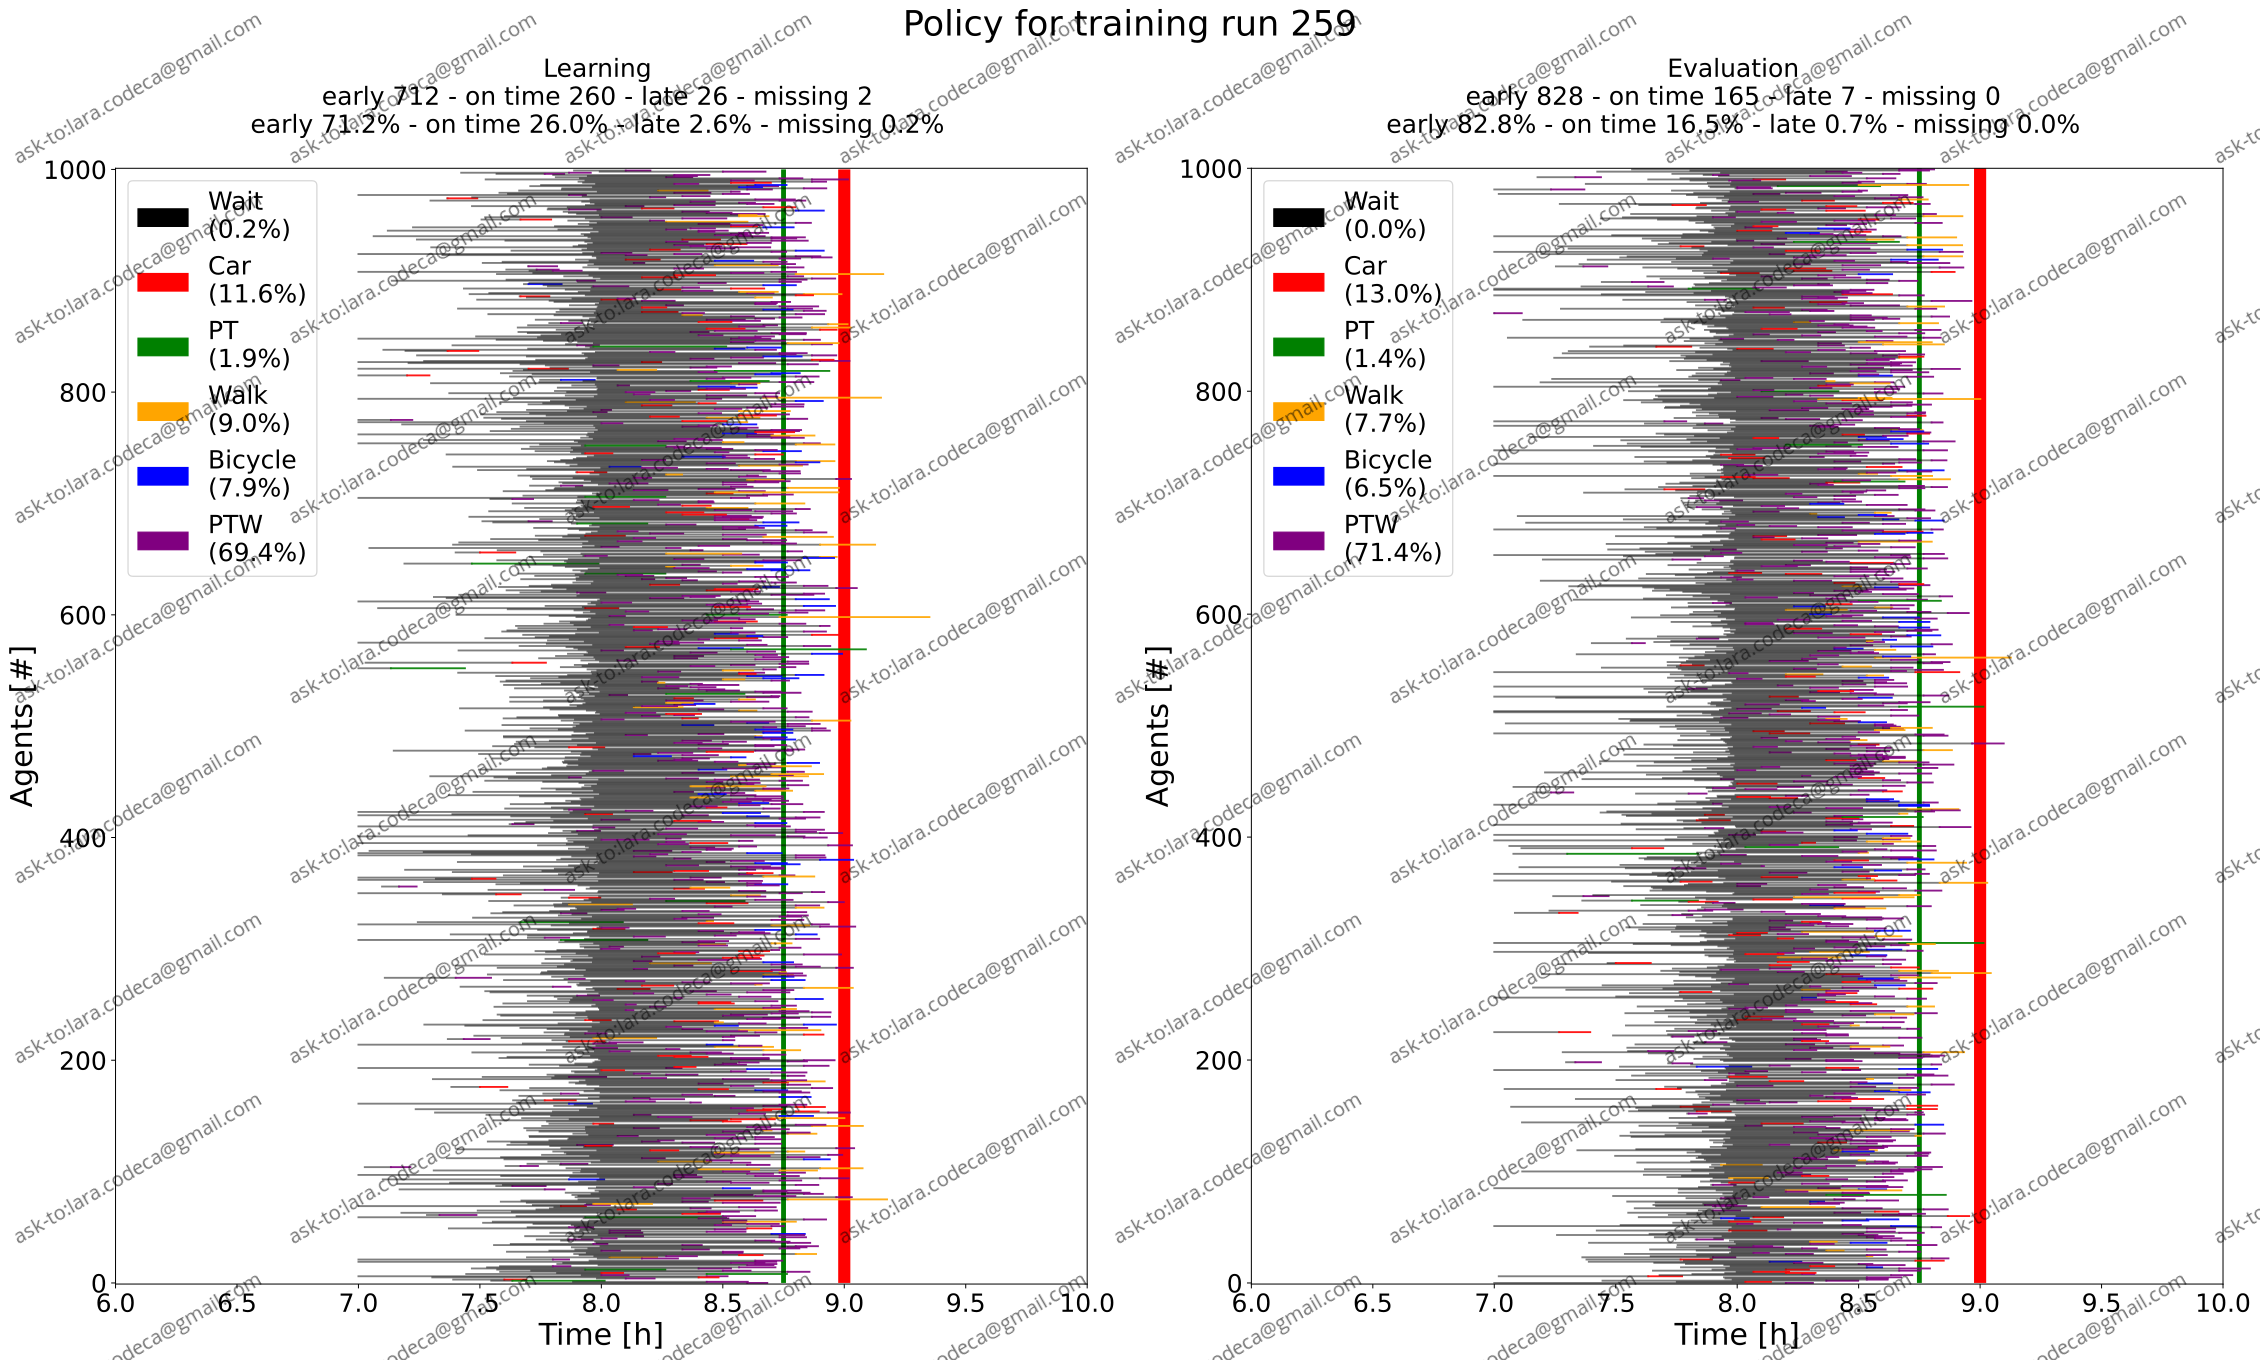 Policy for training run 259
Learning
early 712 - on time 260 - late 26 - missing 2
early 71.2% - on time 26.0% - late 2.6% - missing 0.2%
Wait
(0.2%)
Car
(11.6%)
PT
(1.9%)
Walk
(9.0%)
Bicycle
(7.9%)
PTW
(69.4%)
Agents [#]
1000
800
600
400
200
0
6.0 6.5 7.0 7.5 8.0 8.5 9.0 9.5 10.0
Time [h]
Evaluation
early 828 - on time 165 - late 7 - missing 0
early 82.8% - on time 16.5% - late 0.7% - missing 0.0%
Wait
(0.0%)
Car
(13.0%)
PT
(1.4%)
Walk
(7.7%)
Bicycle
(6.5%)
PTW
(71.4%)
Agents [#]
1000
800
600
400
200
0
6.0 6.5 7.0 7.5 8.0 8.5 9.0 9.5 10.0
Time [h]
ask-to:lara.codeca@gmail.com